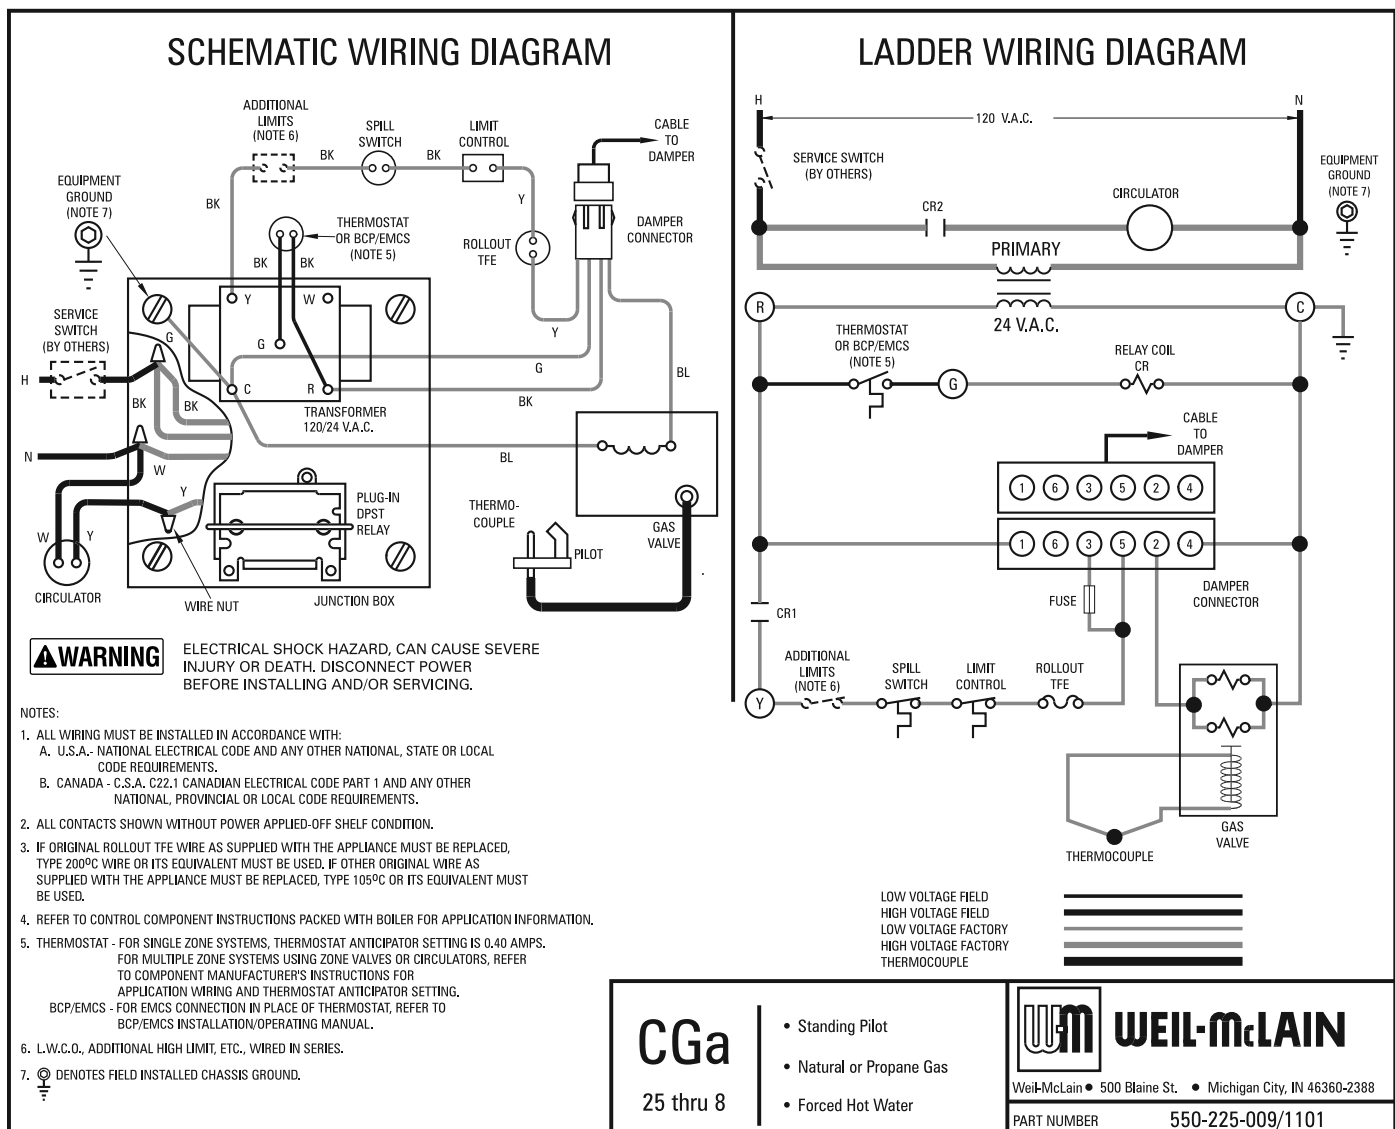 SCHEMATIC WIRING DIAGRAM
ADDITIONAL
LIMITS
(NOTE 6)
SPILL
SWITCH
LIMIT
CONTROL
CABLE
TO
DAMPER
BK
BK
BK
Y
EQUIPMENT
GROUND
(NOTE 7)
THERMOSTAT
OR BCP/EMCS
(NOTE 5)
ROLLOUT
TFE
DAMPER
CONNECTOR
BK
BK
Y
W
Y
SERVICE
SWITCH
(BY OTHERS)
G
G
G
BL
H
C
R
BK
BK
BK
TRANSFORMER
120/24 V.A.C.
N
W
BL
Y
PLUG-IN
DPST
RELAY
THERMO-
COUPLE
GAS
VALVE
W
Y
PILOT
CIRCULATOR
WIRE NUT
JUNCTION BOX
WARNING
ELECTRICAL SHOCK HAZARD, CAN CAUSE SEVERE
INJURY OR DEATH. DISCONNECT POWER
BEFORE INSTALLING AND/OR SERVICING.
NOTES:
1. ALL WIRING MUST BE INSTALLED IN ACCORDANCE WITH:
A. U.S.A.- NATIONAL ELECTRICAL CODE AND ANY OTHER NATIONAL, STATE OR LOCAL
CODE REQUIREMENTS.
B. CANADA - C.S.A. C22.1 CANADIAN ELECTRICAL CODE PART 1 AND ANY OTHER
NATIONAL, PROVINCIAL OR LOCAL CODE REQUIREMENTS.
2. ALL CONTACTS SHOWN WITHOUT POWER APPLIED-OFF SHELF CONDITION.
3. IF ORIGINAL ROLLOUT TFE WIRE AS SUPPLIED WITH THE APPLIANCE MUST BE REPLACED,
TYPE 200ºC WIRE OR ITS EQUIVALENT MUST BE USED. IF OTHER ORIGINAL WIRE AS
SUPPLIED WITH THE APPLIANCE MUST BE REPLACED, TYPE 105ºC OR ITS EQUIVALENT MUST
BE USED.
4. REFER TO CONTROL COMPONENT INSTRUCTIONS PACKED WITH BOILER FOR APPLICATION INFORMATION.
5. THERMOSTAT - FOR SINGLE ZONE SYSTEMS, THERMOSTAT ANTICIPATOR SETTING IS 0.40 AMPS.
FOR MULTIPLE ZONE SYSTEMS USING ZONE VALVES OR CIRCULATORS, REFER
TO COMPONENT MANUFACTURER'S INSTRUCTIONS FOR
APPLICATION WIRING AND THERMOSTAT ANTICIPATOR SETTING.
BCP/EMCS - FOR EMCS CONNECTION IN PLACE OF THERMOSTAT, REFER TO
BCP/EMCS INSTALLATION/OPERATING MANUAL.
6. L.W.C.O., ADDITIONAL HIGH LIMIT, ETC., WIRED IN SERIES.
7. DENOTES FIELD INSTALLED CHASSIS GROUND.
LADDER WIRING DIAGRAM
H
N
120 V.A.C.
SERVICE SWITCH
(BY OTHERS)
EQUIPMENT
GROUND
(NOTE 7)
CR2
CIRCULATOR
PRIMARY
R
C
24 V.A.C.
THERMOSTAT
OR BCP/EMCS
(NOTE 5)
G
RELAY COIL
CR
CABLE
TO
DAMPER
1 6 3 5 2 4
1 6 3 5 2 4
DAMPER
CONNECTOR
FUSE
CR1
ADDITIONAL
LIMITS
(NOTE 6)
SPILL
SWITCH
LIMIT
CONTROL
ROLLOUT
TFE
Y
GAS
VALVE
THERMOCOUPLE
LOW VOLTAGE FIELD
HIGH VOLTAGE FIELD
LOW VOLTAGE FACTORY
HIGH VOLTAGE FACTORY
THERMOCOUPLE
CGa
25 thru 8
• Standing Pilot
• Natural or Propane Gas
• Forced Hot Water
W-M
WEIL-McLAIN
Weil-McLain ● 500 Blaine St. ● Michigan City, IN 46360-2388
PART NUMBER 550-225-009/1101